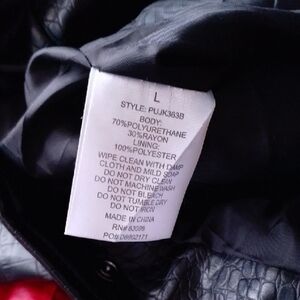 L
STYLE: PUJK363B
BODY:
70%POLYURETHANE
30%RAYON
LINING:
100%POLYESTER
WIPE CLEAN WITH DAMP
CLOTH AND MILD SOAP
DO NOT DRY CLEAN
DO NOT MACHINE WASH
DO NOT BLEACH
DO NOT TUMBLE DRY
DO NOT IRON
MADE IN CHINA
RN#
PO#